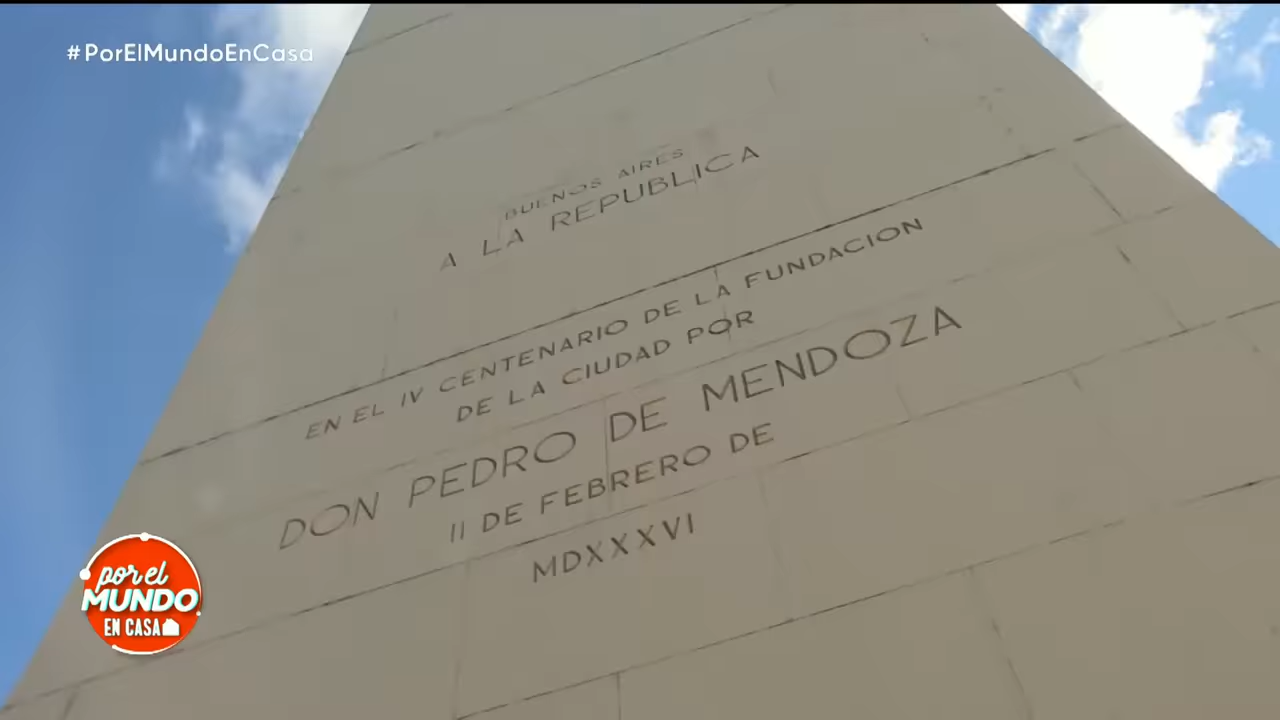 #PorElMundoEnCasa
BUENOS AIRES
A LA REPUBLICA
EN EL IV CENTENARIO DE LA FUNDACION
DE LA CIUDAD POR
DON PEDRO DE MENDOZA
II DE FEBRERO DE
MDXXXVI
por el
MUNDO
EN CASA